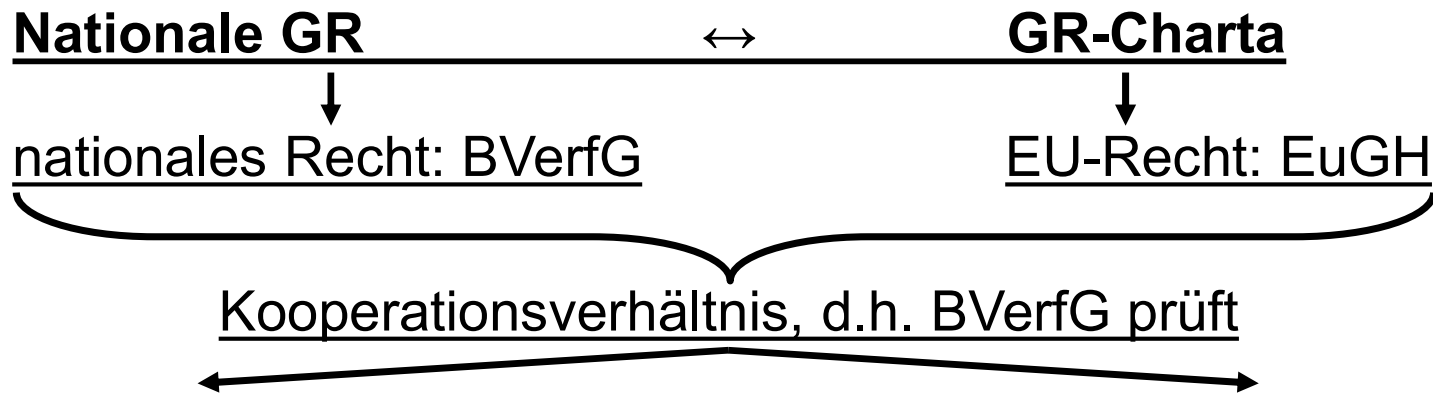 Nationale GR ↔ GR-Charta
nationales Recht: BVerfG EU-Recht: EuGH
Kooperationsverhältnis, d.h. BVerfG prüft